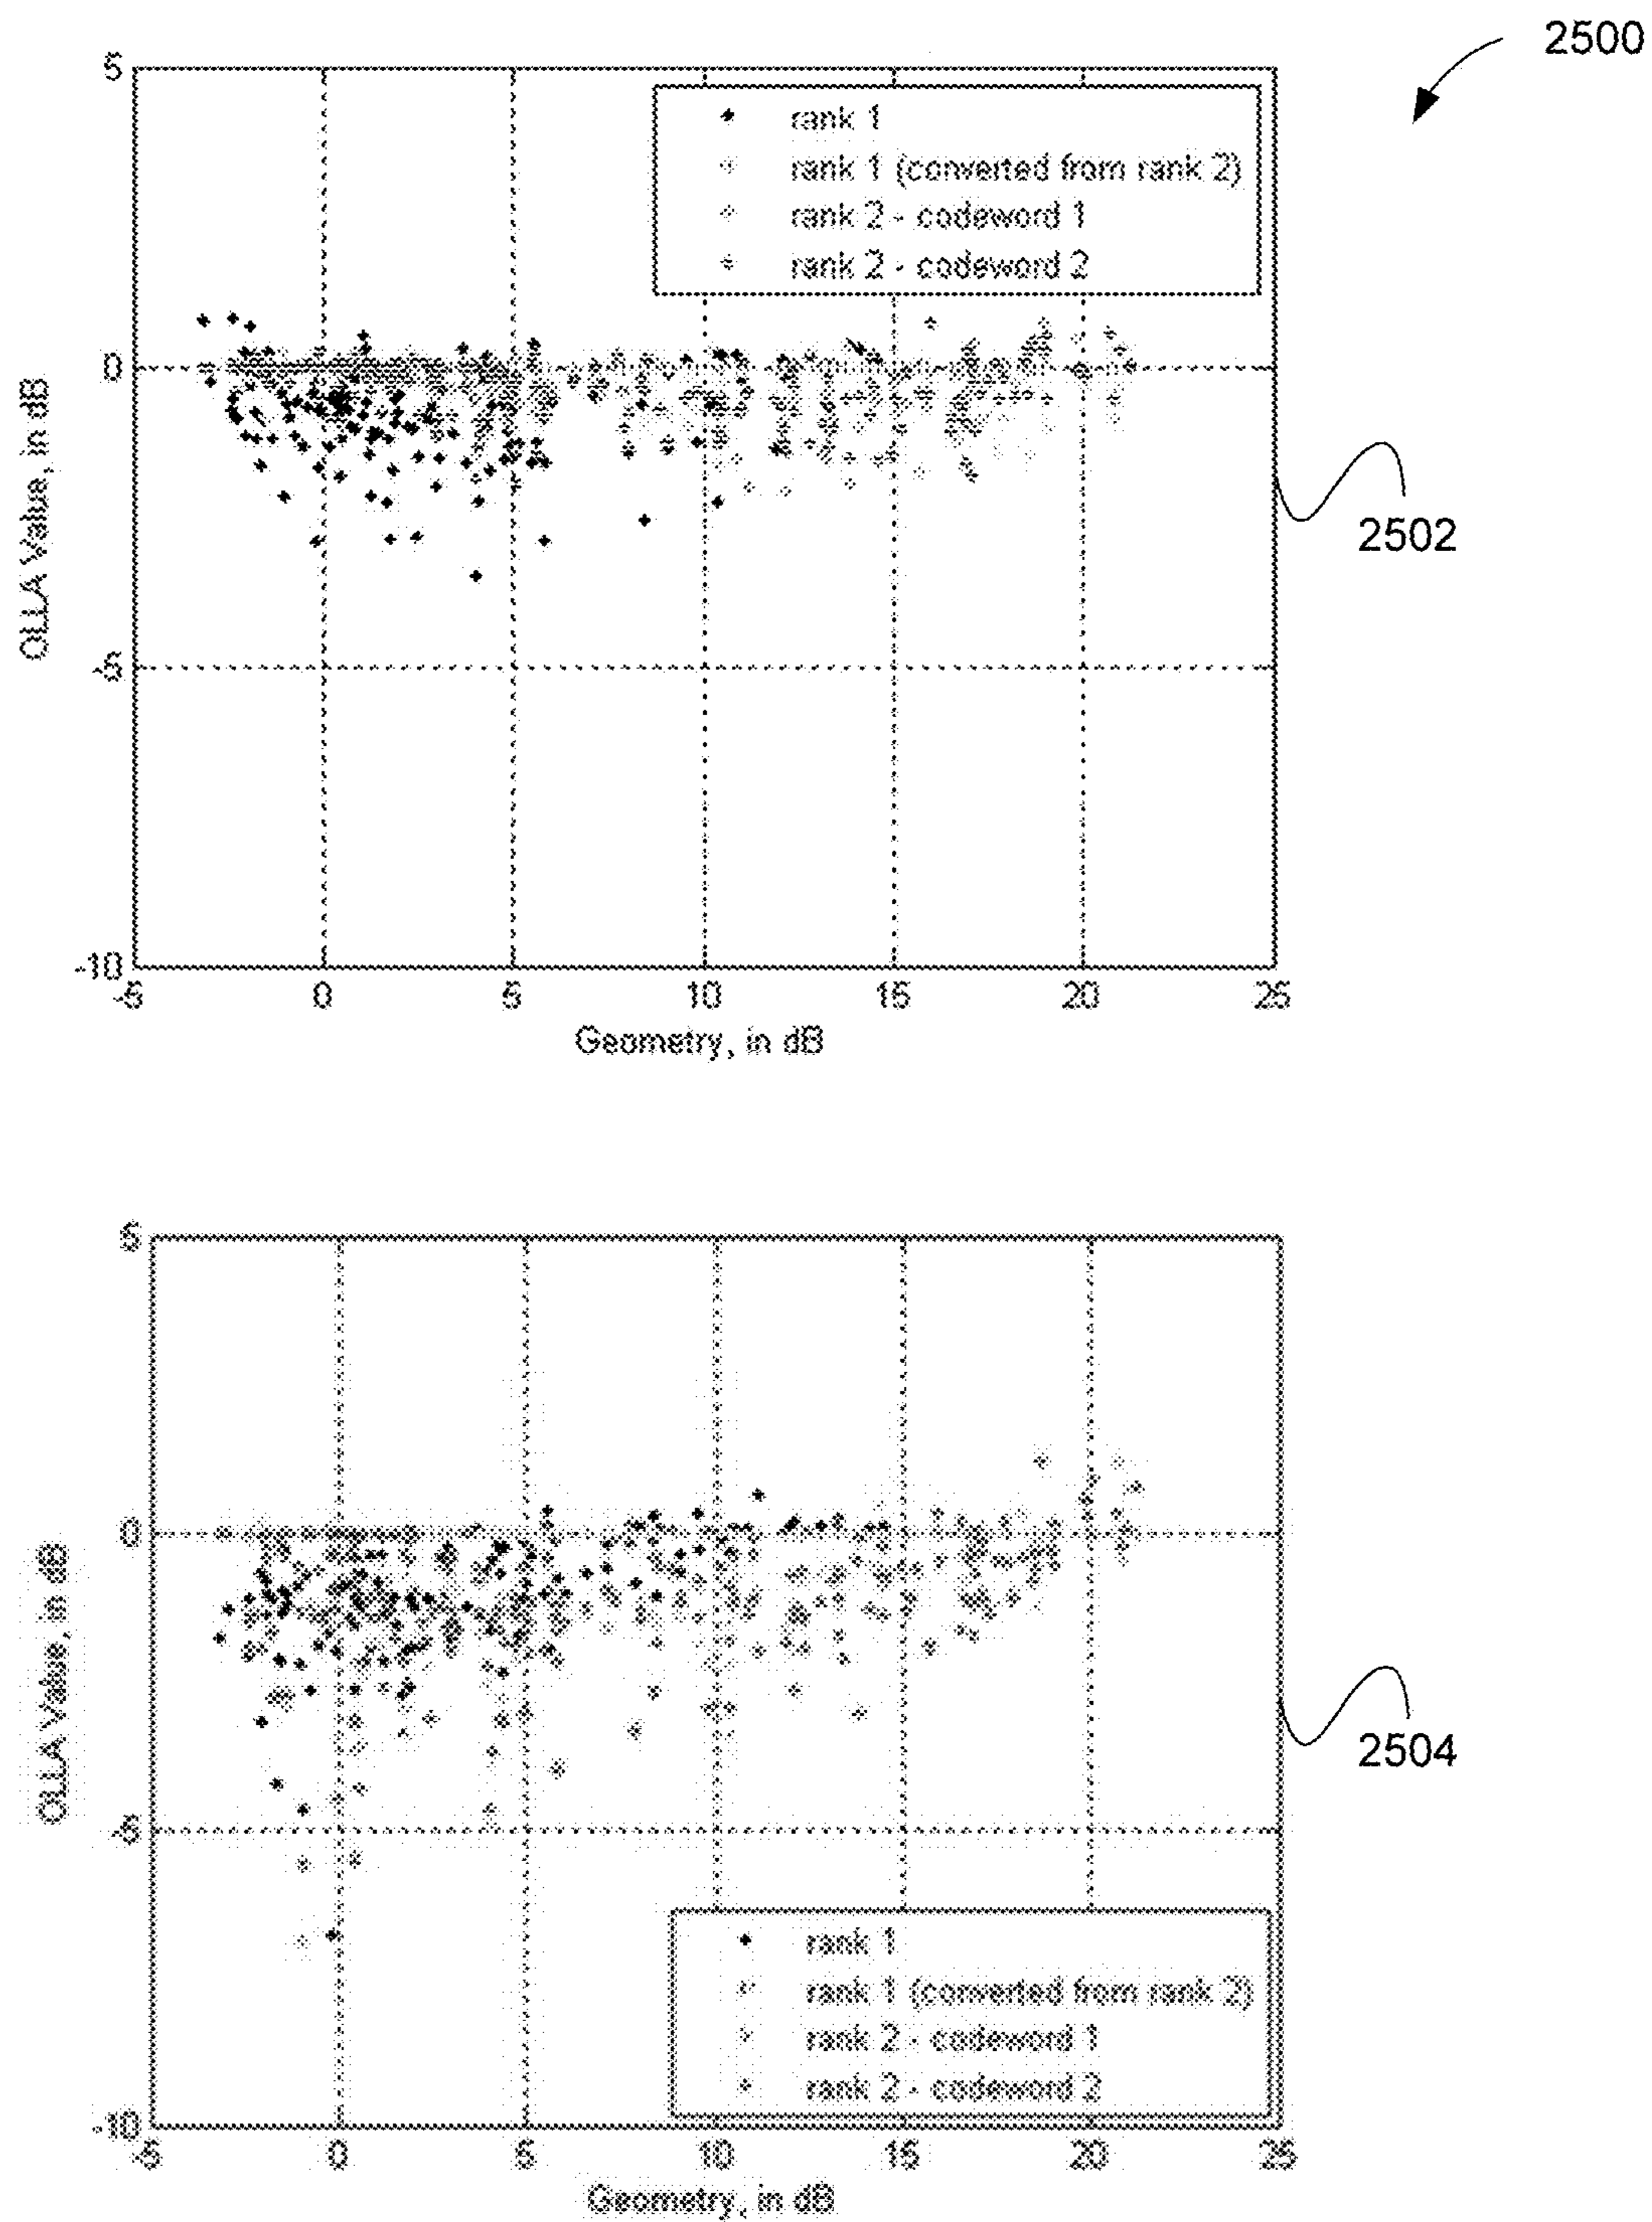 2500
5
rank 1
rank 1 (converted from rank 2)
rank 2 - codeword 1
rank 2 - codeword 2
0
OLLA Value, in dB
2502
-5
-10
-5 0 5 10 15 20 25
Geometry, in dB
5
0
OLLA Value, in dB
2504
-5
rank 1
rank 1 (converted from rank 2)
rank 2 - codeword 1
rank 2 - codeword 2
-10
-5 0 5 10 15 20 25
Geometry, in dB